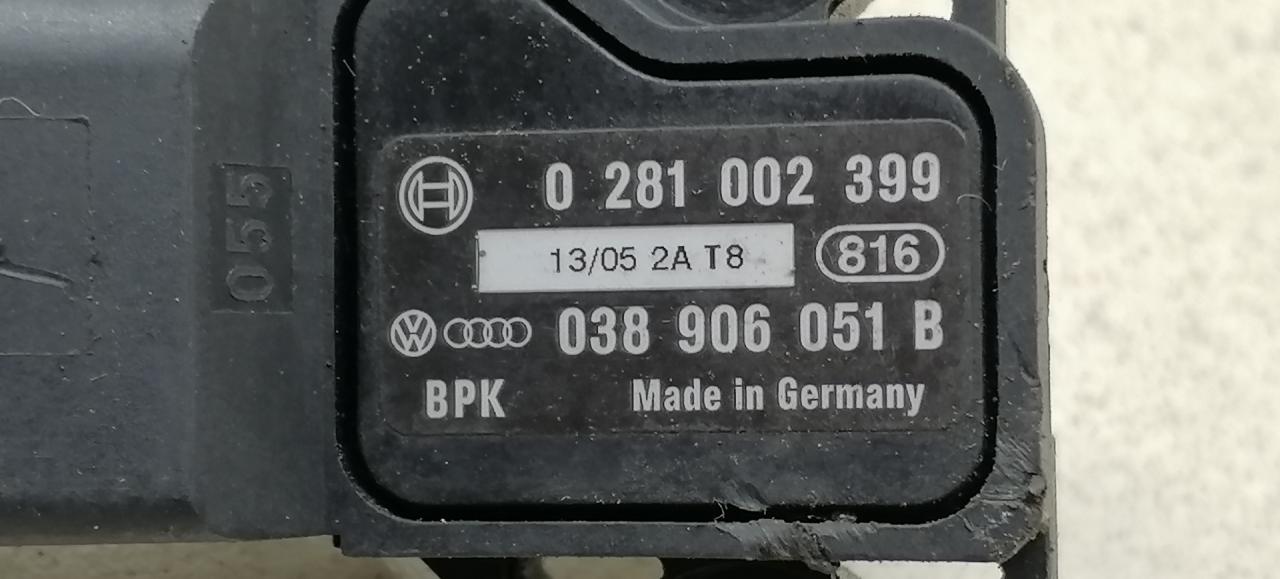 0 281 002 399
13/05 2A T8 816
038 906 051 B
BPK Made in Germany
055